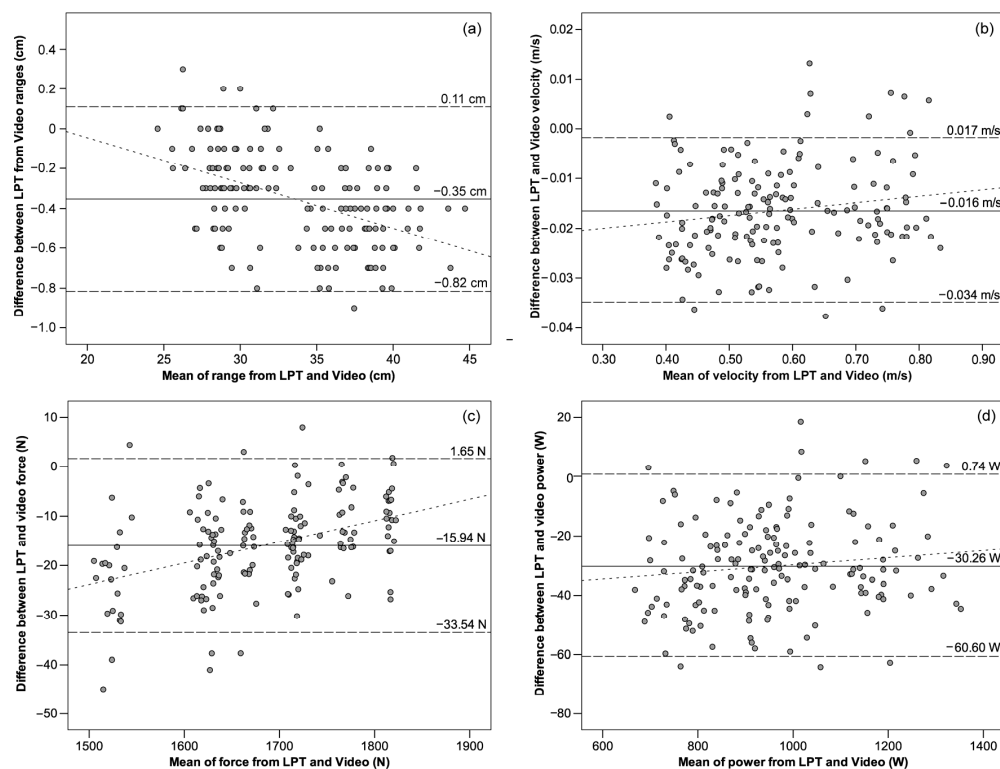 (a)
Difference between LPT from Video ranges (cm)
0.4
0.2
0
−0.2
−0.4
−0.6
−0.8
−1.0
0.11 cm
−0.35 cm
−0.82 cm
20 25 30 35 40 45
Mean of range from LPT and Video (cm)
(b)
Difference between LPT and Video velocity (m/s)
0.02
0.01
0.00
−0.01
−0.02
−0.03
−0.04
0.017 m/s
−0.016 m/s
−0.034 m/s
0.30 0.40 0.50 0.60 0.70 0.80 0.90
Mean of velocity from LPT and Video (m/s)
–
(c)
Difference between LPT and video force (N)
10
0
−10
−20
−30
−40
−50
1.65 N
−15.94 N
−33.54 N
1500 1600 1700 1800 1900
Mean of force from LPT and Video (N)
(d)
Difference between LPT and video power (W)
20
0
−20
−40
−60
−80
0.74 W
−30.26 W
−60.60 W
600 800 1000 1200 1400
Mean of power from LPT and Video (W)